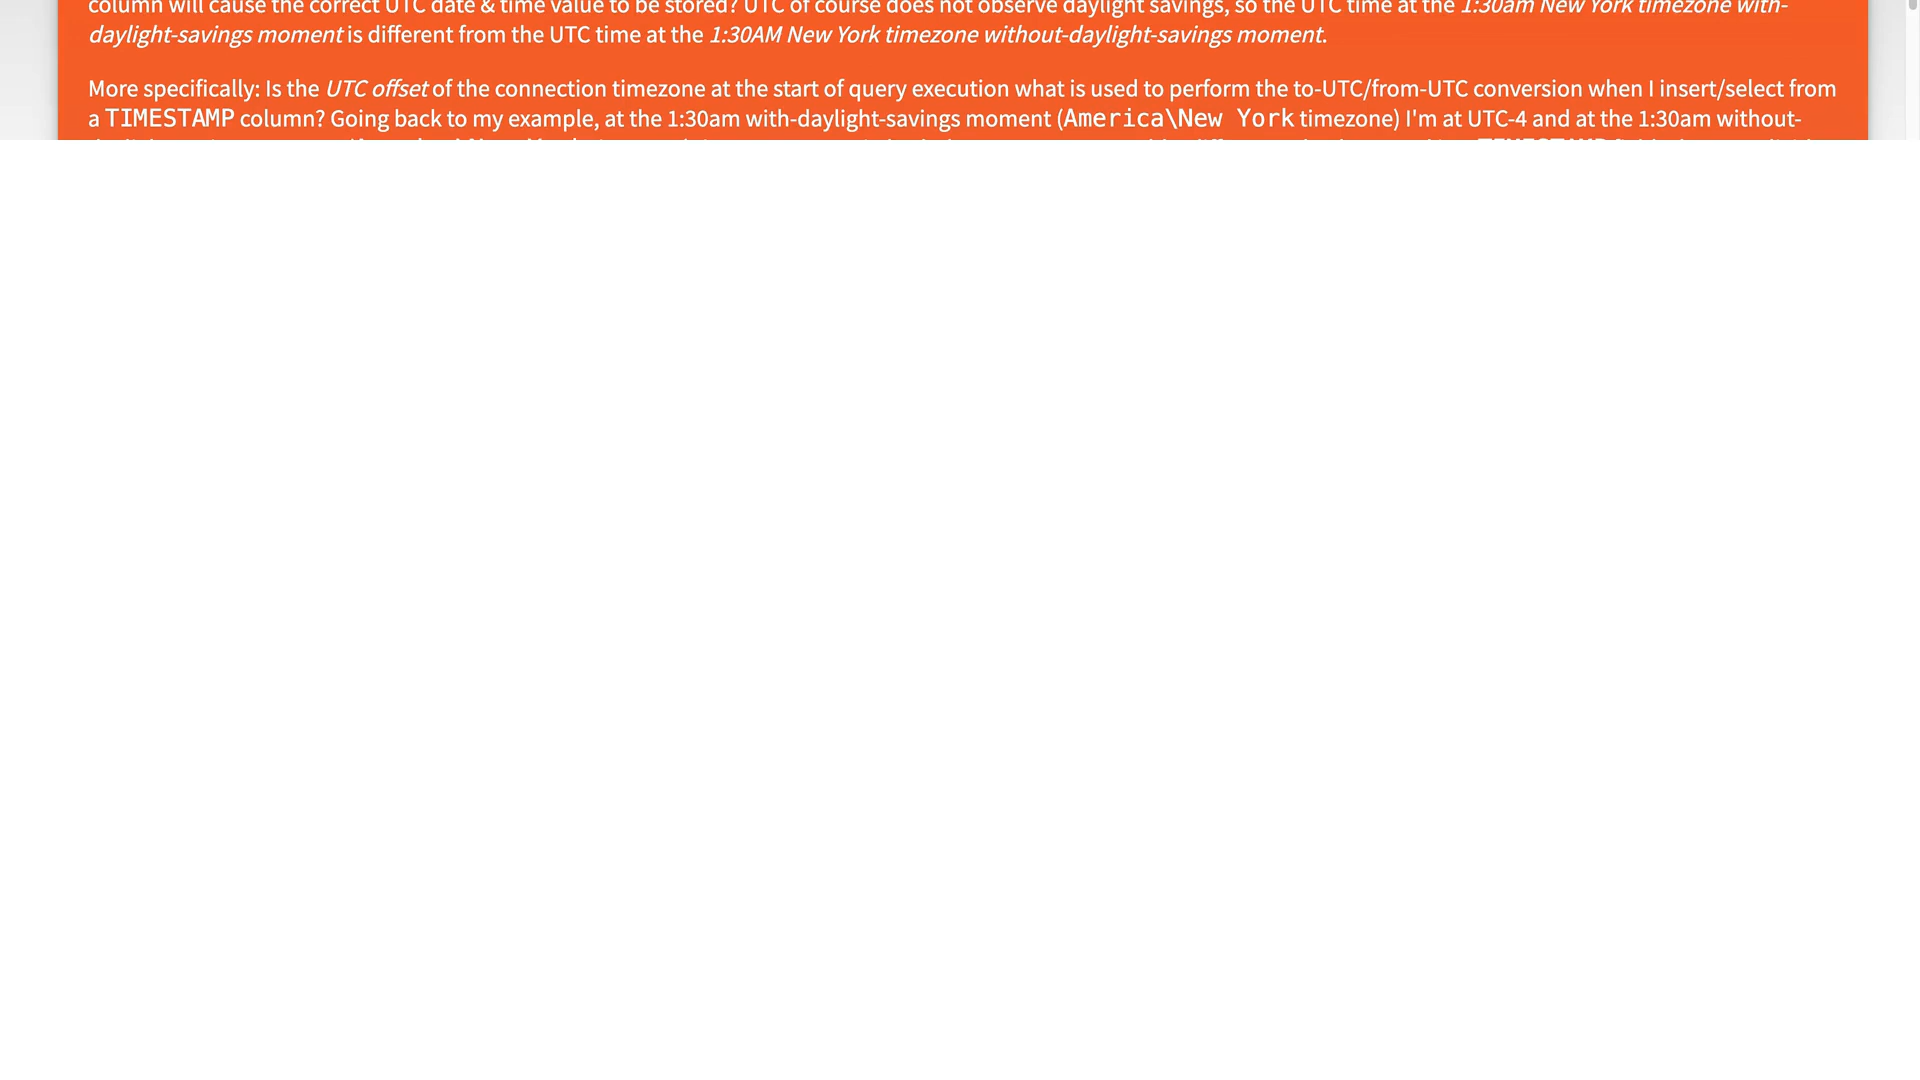 column will cause the correct UTC date & time value to be stored? UTC of course does not observe daylight savings, so the UTC time at the 1:30am New York timezone with-
daylight-savings moment is different from the UTC time at the 1:30AM New York timezone without-daylight-savings moment.
More specifically: Is the UTC offset of the connection timezone at the start of query execution what is used to perform the to-UTC/from-UTC conversion when I insert/select from
a TIMESTAMP column? Going back to my example, at the 1:30am with-daylight-savings moment (America\New York timezone) I'm at UTC-4 and at the 1:30am without-